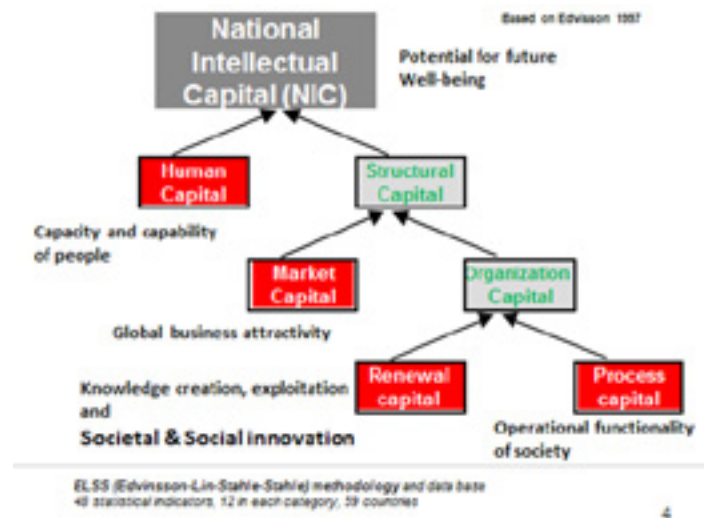 Based on Edvisson 1997
National
Intellectual
Capital (NIC)
Potential for future
Well-being
Human
Capital
Structural
Capital
Capacity and capability
of people
Market
Capital
Organization
Capital
Global business attractivity
Renewal
capital
Process
capital
Knowledge creation, exploitation
and
Societal & Social innovation
Operational functionality
of society
ELSS (Edvinsson-Lin-Stahle-Stahle) methodology and data base
48 statistical indicators, 12 in each category, 59 countries
4